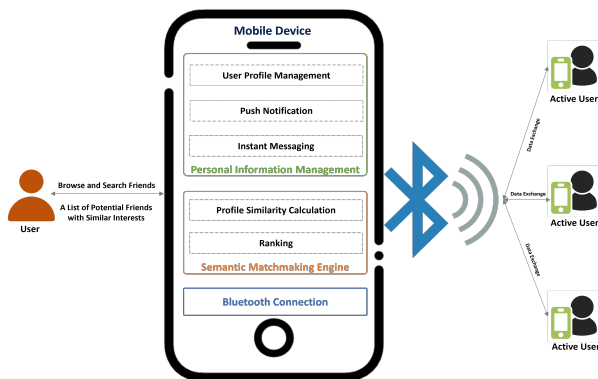 Mobile Device
User Profile Management
Push Notification
Instant Messaging
Personal Information Management
Profile Similarity Calculation
Ranking
Semantic Matchmaking Engine
Bluetooth Connection
Browse and Search Friends
A List of Potential Friends
with Similar Interests
User
Data Exchange
Active User
Data Exchange
Active User
Data Exchange
Active User